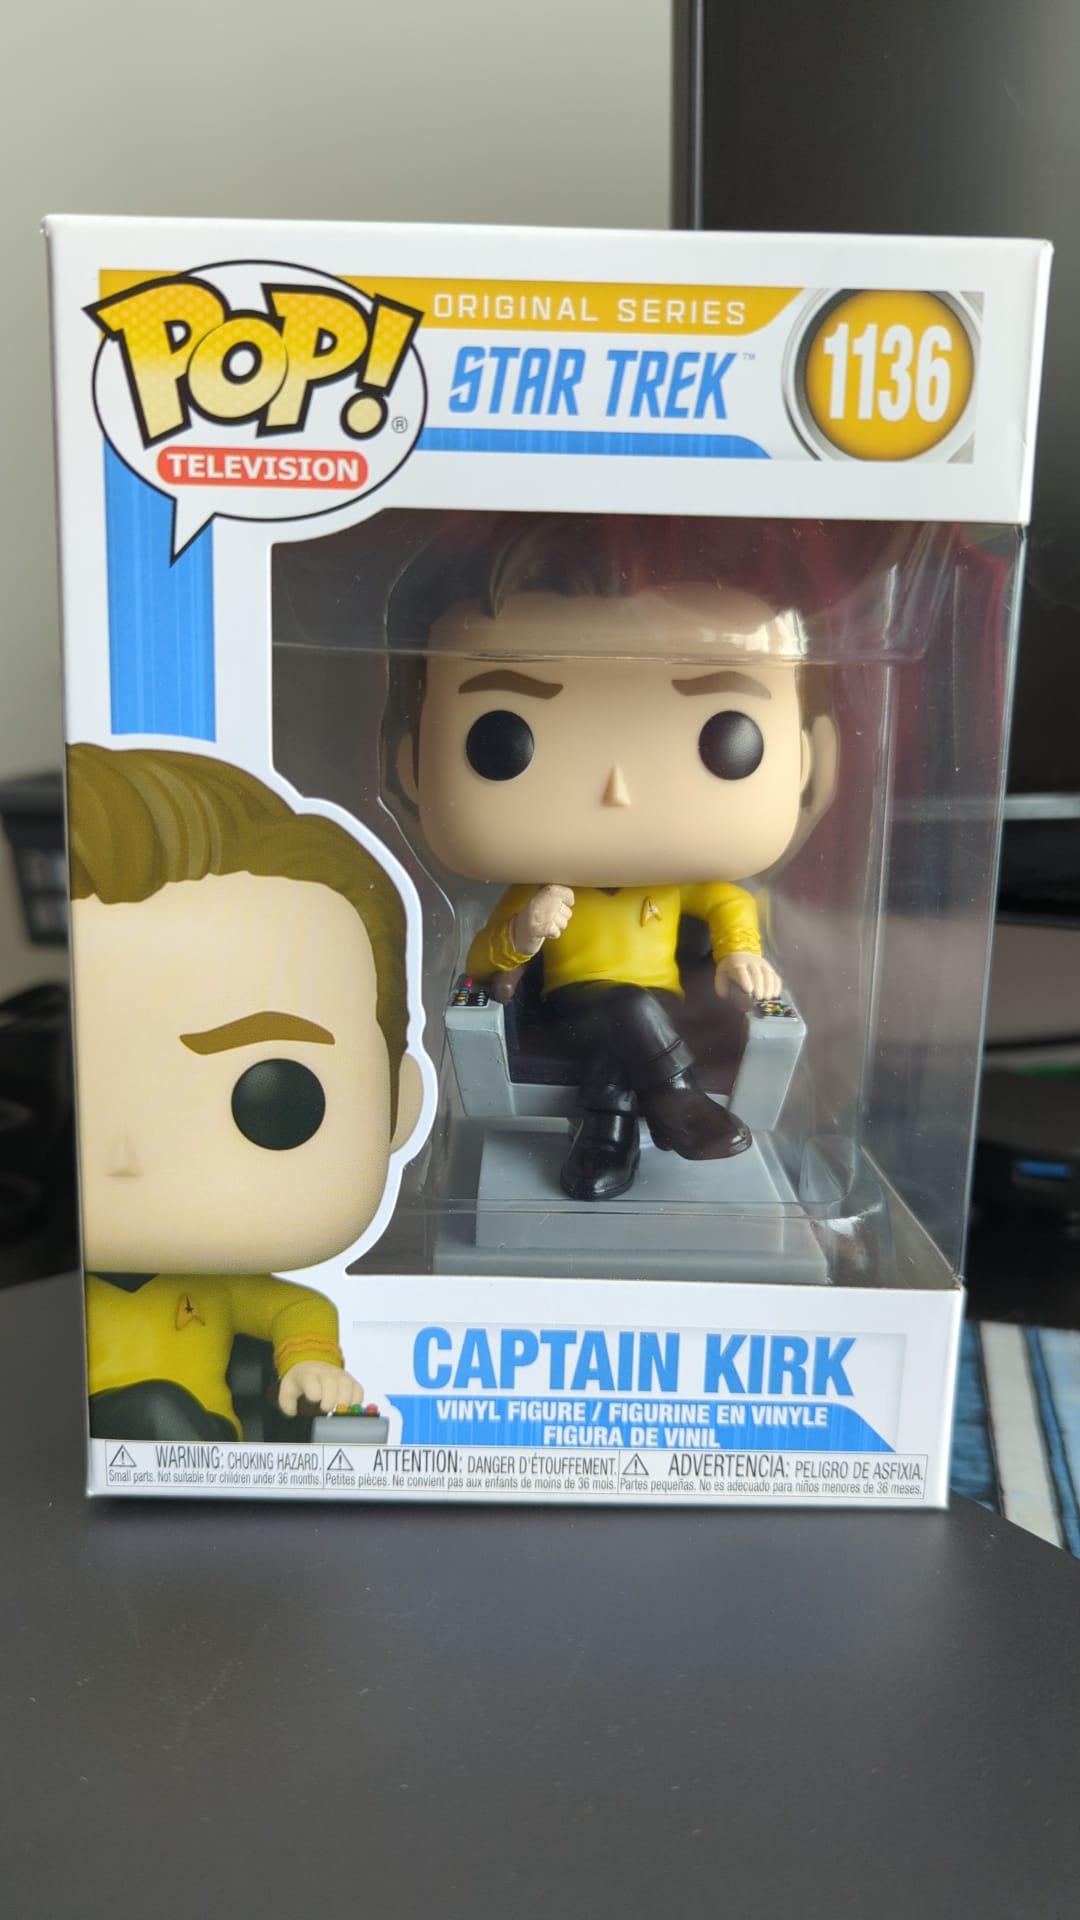 POP!®
TELEVISION
ORIGINAL SERIES
STAR TREK™
1136
CAPTAIN KIRK
VINYL FIGURE / FIGURINE EN VINYLE
FIGURA DE VINIL
WARNING: CHOKING HAZARD.
Small parts. Not suitable for children under 36 months.
ATTENTION: DANGER D'ÉTOUFFEMENT.
Petites pièces. Ne convient pas aux enfants de moins de 36 mois.
ADVERTENCIA: PELIGRO DE ASFIXIA.
Partes pequeñas. No es adecuado para niños menores de 36 meses.